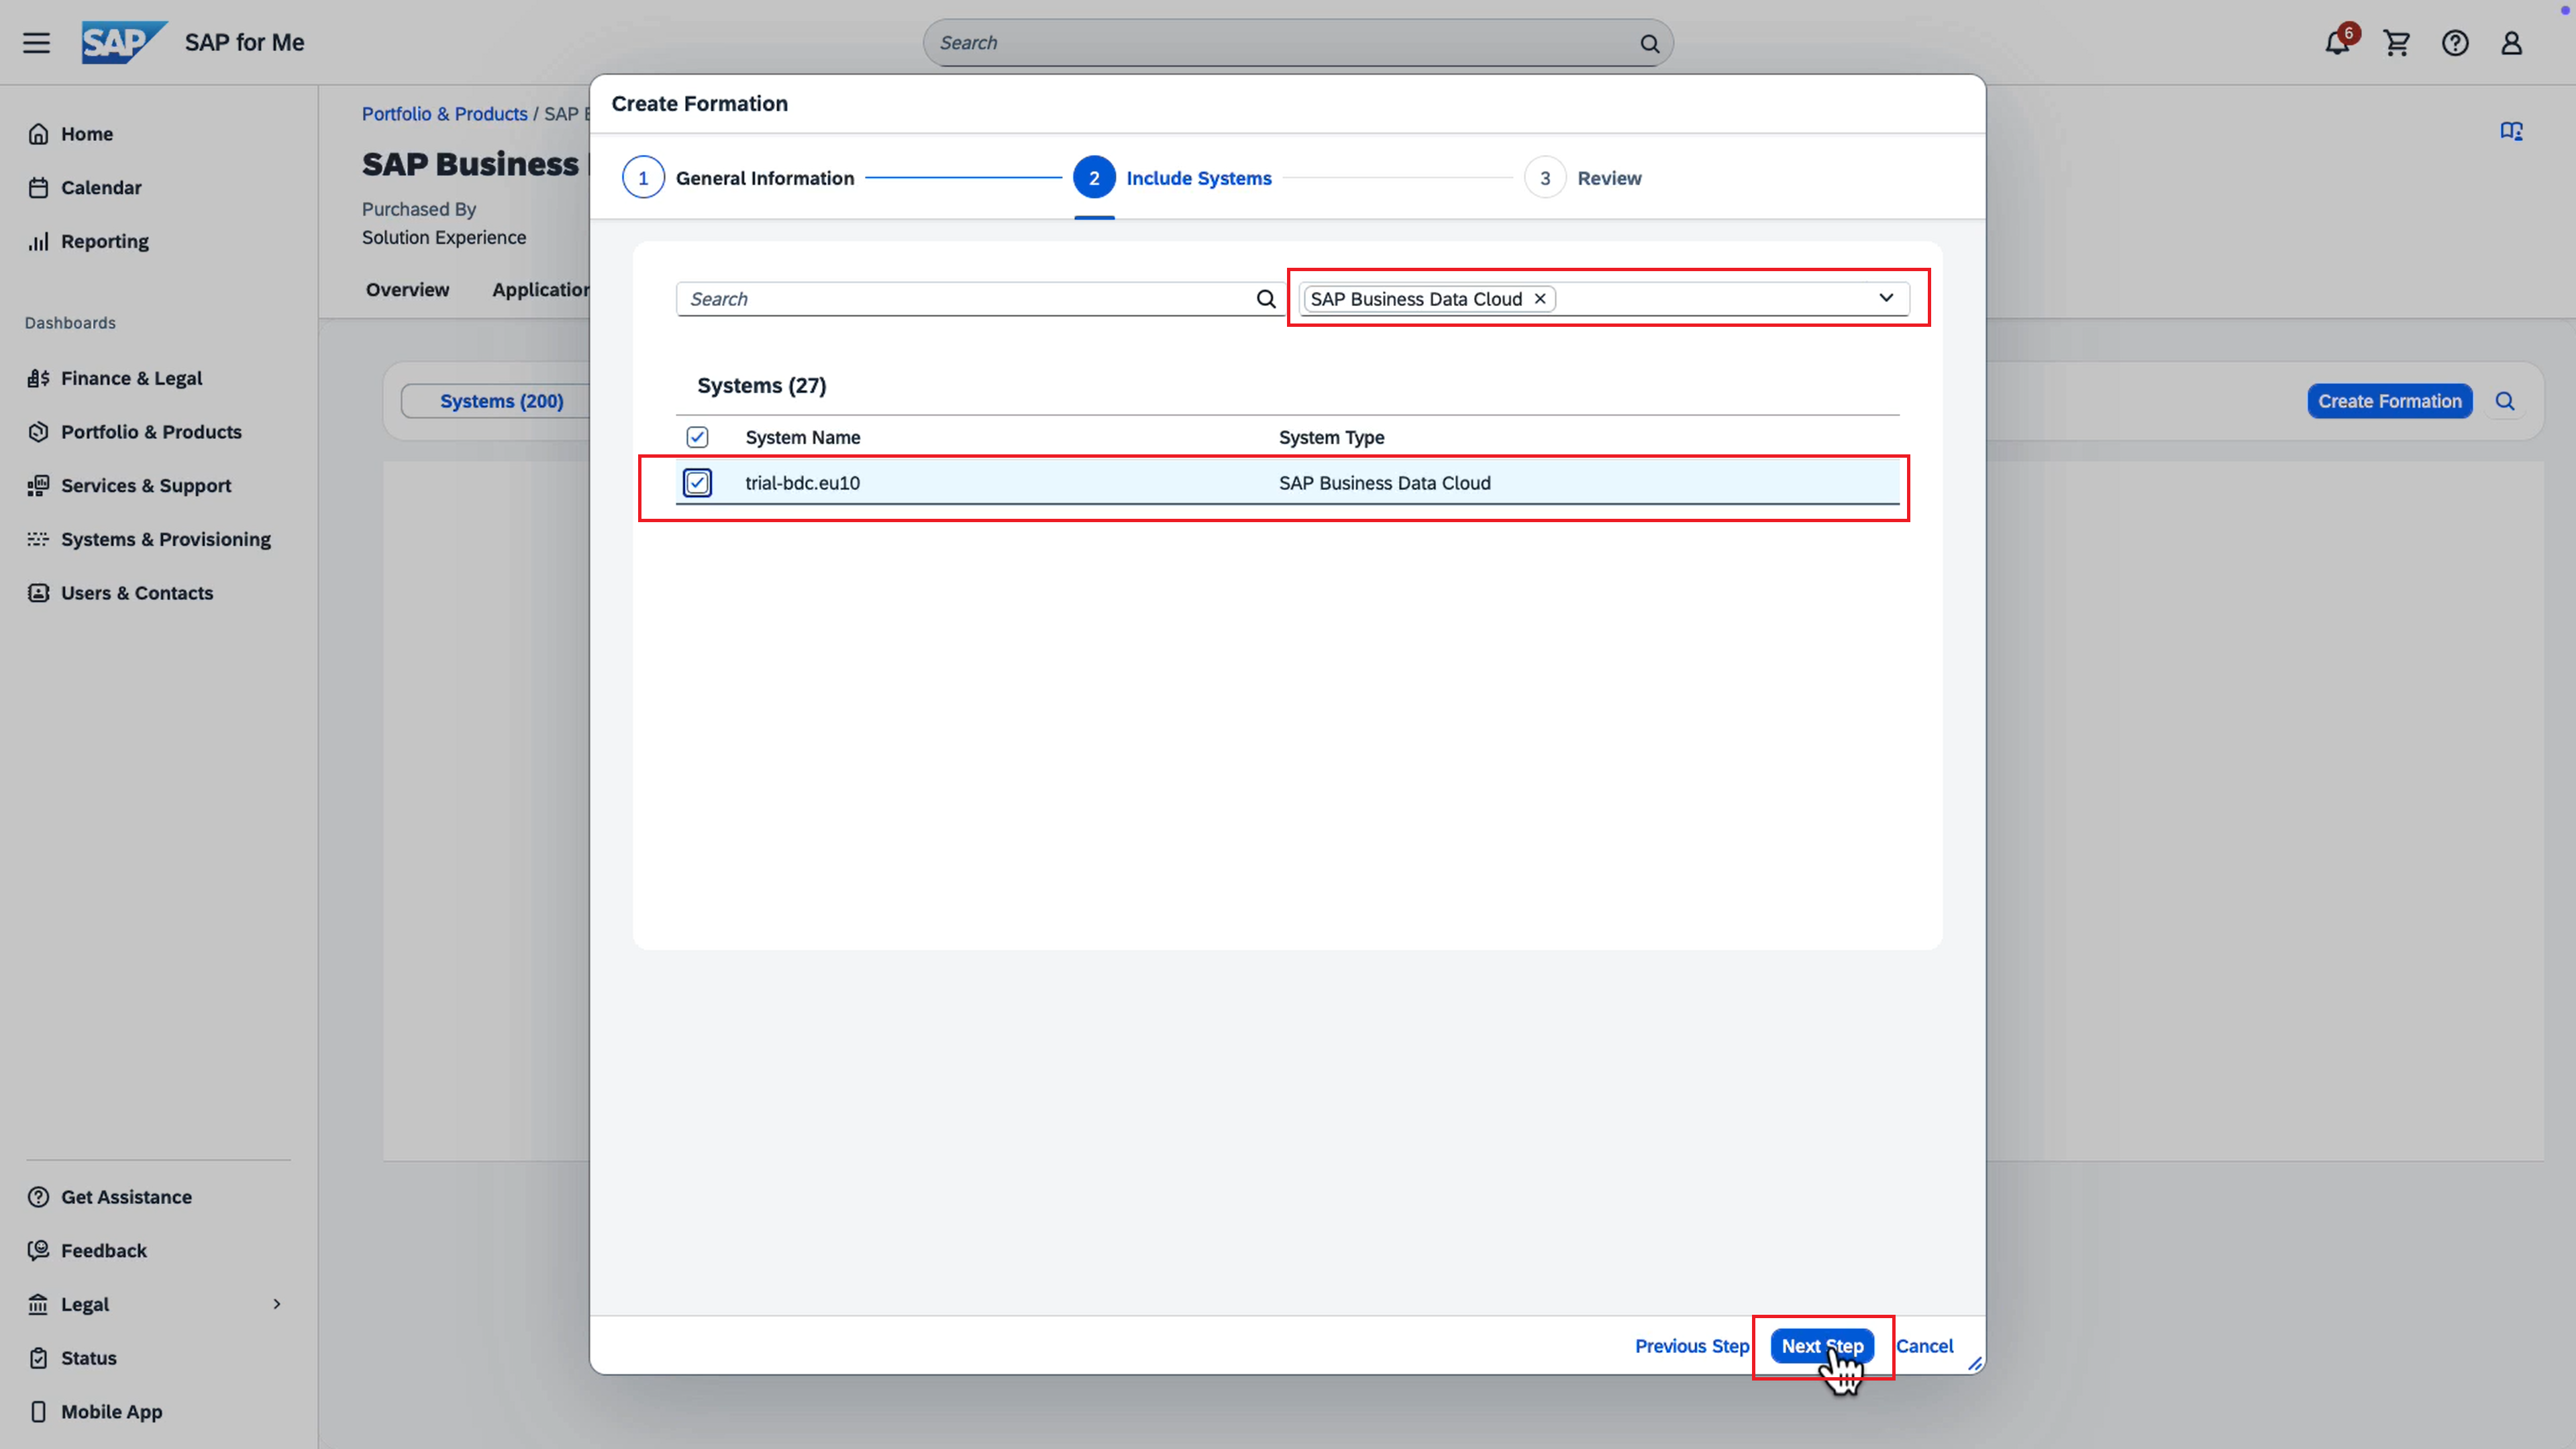 SAP SAP for Me
Search
6
Home
Calendar
Reporting
Dashboards
Finance & Legal
Portfolio & Products
Services & Support
Systems & Provisioning
Users & Contacts
Get Assistance
Feedback
Legal
Status
Mobile App
Portfolio & Products / SAP
SAP Business
Purchased By
Solution Experience
Overview Application
Systems (200)
Create Formation
Create Formation
1 General Information 2 Include Systems 3 Review
Search SAP Business Data Cloud
Systems (27)
System Name System Type
trial-bdc.eu10 SAP Business Data Cloud
Previous Step Next Step Cancel